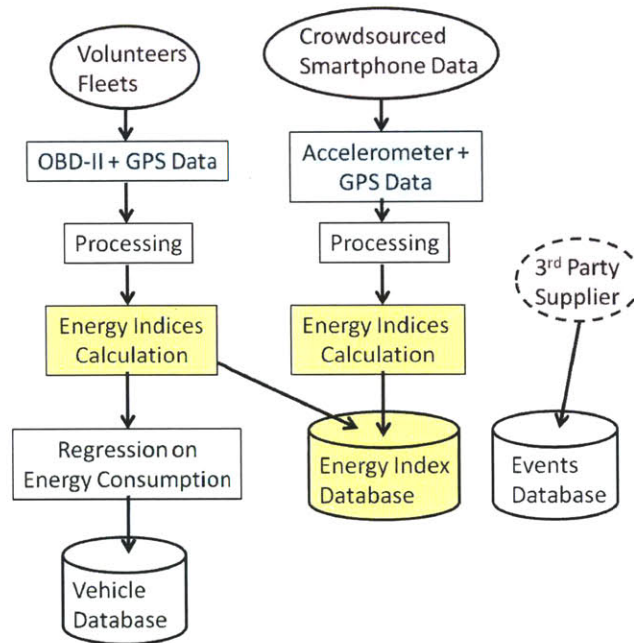 Volunteers
Fleets
Crowdsourced
Smartphone Data
OBD-II + GPS Data
Accelerometer +
GPS Data
Processing
Processing
3rd Party
Supplier
Energy Indices
Calculation
Energy Indices
Calculation
Regression on
Energy Consumption
Energy Index
Database
Events
Database
Vehicle
Database